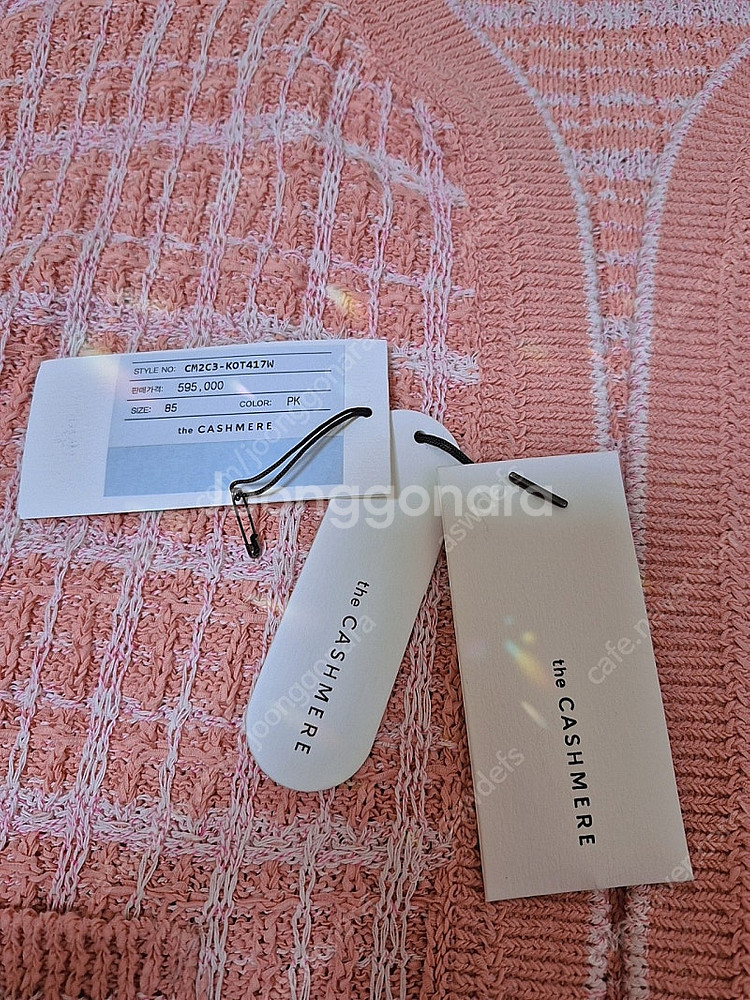 STYLE NO: CM2C3-KOT417W
판매가격: 595,000
SIZE: 85 COLOR: PK
the CASHMERE
joonggonara
the CASHMERE
the CASHMERE